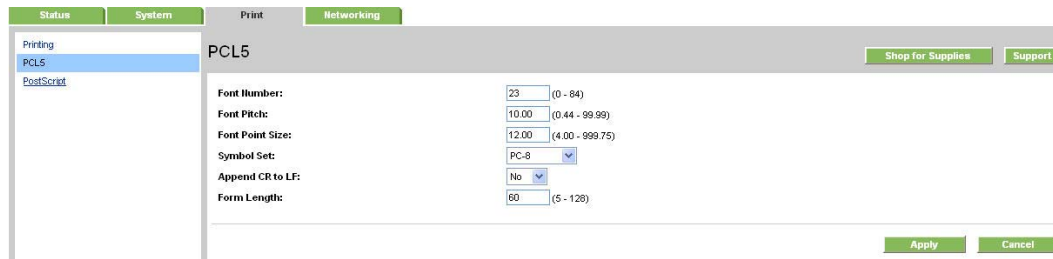 Status System Print Networking
Printing
PCL5
PostScript
PCL5
Shop for Supplies Support
Font Number: 23 (0 - 84)
Font Pitch: 10.00 (0.44 - 99.99)
Font Point Size: 12.00 (4.00 - 999.75)
Symbol Set: PC-8
Append CR to LF: No
Form Length: 60 (5 - 128)
Apply Cancel